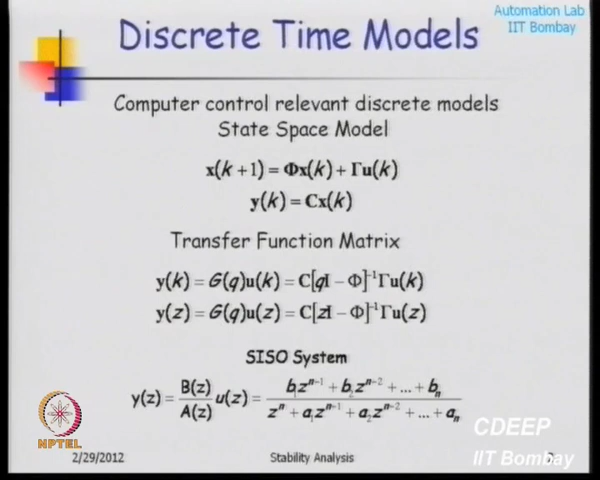 Automation Lab
IIT Bombay
Discrete Time Models
Computer control relevant discrete models
State Space Model
x(k + 1) = Φx(k) + Γu(k)
y(k) = Cx(k)
Transfer Function Matrix
y(k) = G(q)u(k) = C[qI − Φ]⁻¹Γu(k)
y(z) = G(q)u(z) = C[zI − Φ]⁻¹Γu(z)
SISO System
y(z) = B(z)/A(z) u(z) = (b₁zⁿ⁻¹ + b₂zⁿ⁻² + ... + bₙ)/(zⁿ + a₁zⁿ⁻¹ + a₂zⁿ⁻² + ... + aₙ)
NPTEL
CDEEP
2/29/2012 Stability Analysis
IIT Bombay